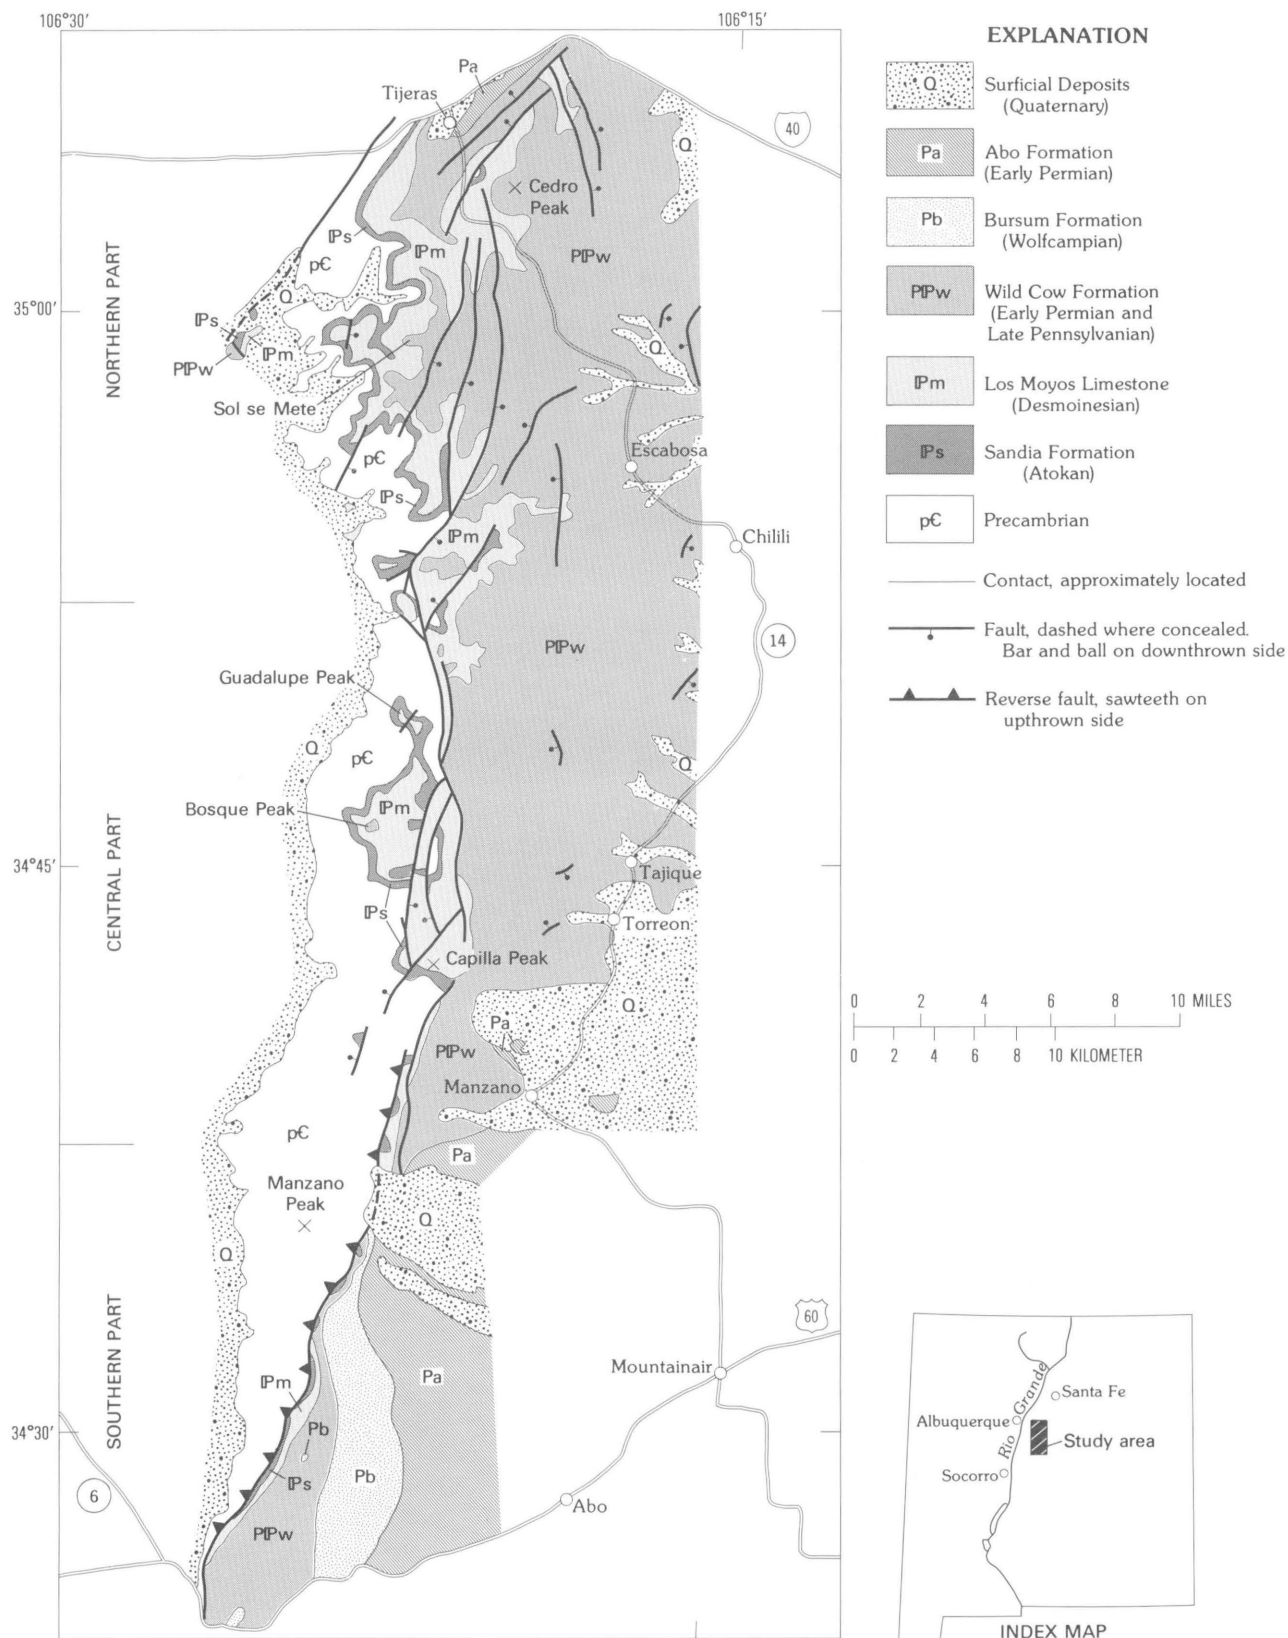 106°30'
106°15'
Pa
Tijeras
40
Q
Cedro
Peak
ℙs
ℙm
p€
Pℙw
Q
35°00'
NORTHERN PART
ℙs
ℙm
Pℙw
Q
Sol se Mete
p€
Escabosa
ℙs
ℙm
Chilili
14
Pℙw
Guadalupe Peak
Q
p€
Q
ℙm
Bosque Peak
CENTRAL PART
34°45'
Tajique
ℙs
Torreon
Capilla Peak
Q
Pa
Pℙw
Manzano
p€
Pa
Manzano
Peak
Q
Q
SOUTHERN PART
60
Mountainair
Pa
ℙm
Pb
34°30'
ℙs
Pb
6
Abo
Pℙw
EXPLANATION
Q Surficial Deposits
(Quaternary)
Pa Abo Formation
(Early Permian)
Pb Bursum Formation
(Wolfcampian)
Pℙw Wild Cow Formation
(Early Permian and
Late Pennsylvanian)
ℙm Los Moyos Limestone
(Desmoinesian)
ℙs Sandia Formation
(Atokan)
p€ Precambrian
Contact, approximately located
Fault, dashed where concealed.
Bar and ball on downthrown side
Reverse fault, sawteeth on
upthrown side
0 2 4 6 8 10 MILES
0 2 4 6 8 10 KILOMETER
Rio Grande
Santa Fe
Albuquerque
Study area
Socorro
INDEX MAP